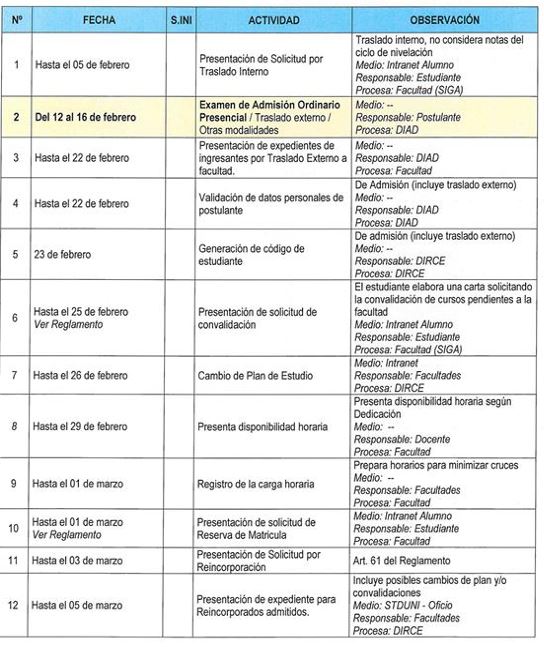 Nº FECHA S.INI ACTIVIDAD OBSERVACIÓN
1 Hasta el 05 de febrero
Presentación de Solicitud por
Traslado Interno
Traslado interno, no considera notas del
ciclo de nivelación
Medio: Intranet Alumno
Responsable: Estudiante
Procesa: Facultad (SIGA)
2 Del 12 al 16 de febrero
Examen de Admisión Ordinario
Presencial / Traslado externo /
Otras modalidades
Medio: --
Responsable: Postulante
Procesa: DIAD
3 Hasta el 22 de febrero
Presentación de expedientes de
ingresantes por Traslado Externo a
facultad.
Medio: --
Responsable: DIAD
Procesa: Facultad
4 Hasta el 22 de febrero
Validación de datos personales de
postulante
De Admisión (incluye traslado externo)
Medio: --
Responsable: DIAD
Procesa: DIAD
5 23 de febrero
Generación de código de
estudiante
De admisión (incluye traslado externo)
Medio: --
Responsable: DIRCE
Procesa: DIRCE
6 Hasta el 25 de febrero
Ver Reglamento
Presentación de solicitud de
convalidación
El estudiante elabora una carta solicitando
la convalidación de cursos pendientes a la
facultad
Medio: Intranet Alumno
Responsable: Estudiante
Procesa: Facultad (SIGA)
7 Hasta el 26 de febrero
Cambio de Plan de Estudio
Medio: Intranet
Responsable: Facultades
Procesa: DIRCE
8 Hasta el 29 de febrero
Presenta disponibilidad horaria
Presenta disponibilidad horaria según
Dedicación
Medio: --
Responsable: Docente
Procesa: Facultad
9 Hasta el 01 de marzo
Registro de la carga horaria
Prepara horarios para minimizar cruces
Medio: --
Responsable: Facultades
Procesa: Facultad
10 Hasta el 01 de marzo
Ver Reglamento
Presentación de solicitud de
Reserva de Matricula
Medio: Intranet Alumno
Responsable: Estudiante
Procesa: Facultad
11 Hasta el 03 de marzo
Presentación de Solicitud por
Reincorporación
Art. 61 del Reglamento
12 Hasta el 05 de marzo
Presentación de expediente para
Reincorporados admitidos.
Incluye posibles cambios de plan y/o
convalidaciones
Medio: STDUNI - Oficio
Responsable: Facultades
Procesa: DIRCE